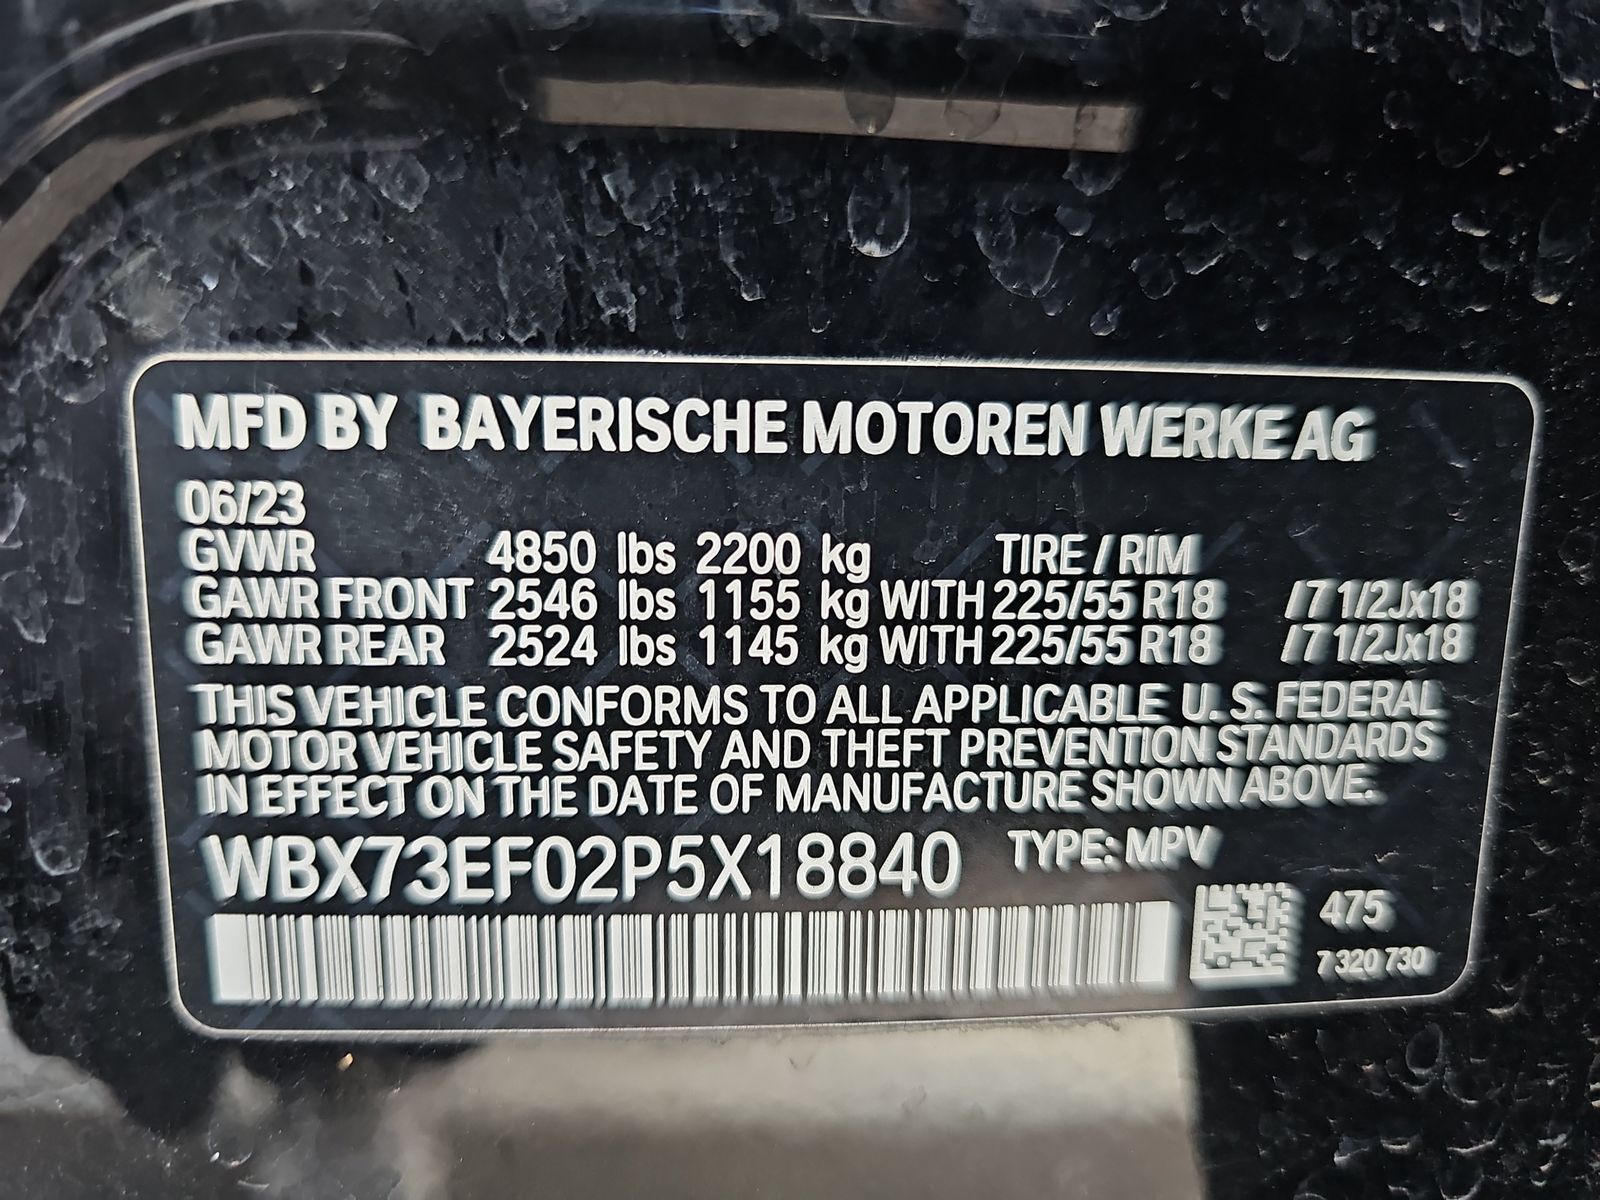 MFD BY BAYERISCHE MOTOREN WERKE AG
06/23
GVWR 4850 lbs 2200 kg TIRE / RIM
GAWR FRONT 2546 lbs 1155 kg WITH 225/55 R18 /7 1/2Jx18
GAWR REAR 2524 lbs 1145 kg WITH 225/55 R18 /7 1/2Jx18
THIS VEHICLE CONFORMS TO ALL APPLICABLE U. S. FEDERAL
MOTOR VEHICLE SAFETY AND THEFT PREVENTION STANDARDS
IN EFFECT ON THE DATE OF MANUFACTURE SHOWN ABOVE.
WBX73EF02P5X18840 TYPE: MPV
475
7 320 730